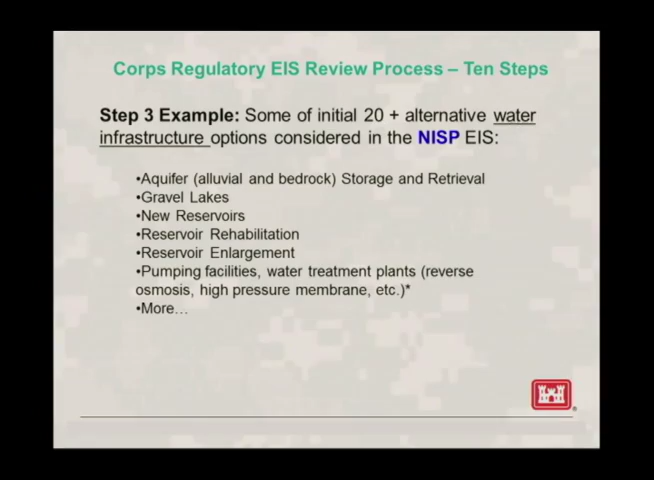 Corps Regulatory EIS Review Process – Ten Steps
Step 3 Example: Some of initial 20 + alternative water
infrastructure options considered in the NISP EIS:
•Aquifer (alluvial and bedrock) Storage and Retrieval
•Gravel Lakes
•New Reservoirs
•Reservoir Rehabilitation
•Reservoir Enlargement
•Pumping facilities, water treatment plants (reverse
osmosis, high pressure membrane, etc.)*
•More…
®